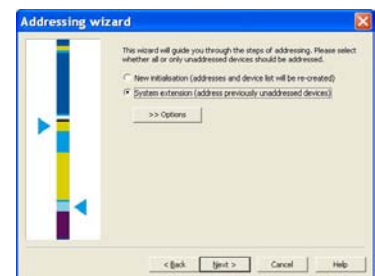 Addressing wizard
This wizard will guide you through the steps of addressing. Please select
whether all or only unaddressed devices should be addressed.
New initialisation (addresses and device list will be re-created)
System extension (address previously unaddressed devices)
>> Options
< Back
Next >
Cancel
Help